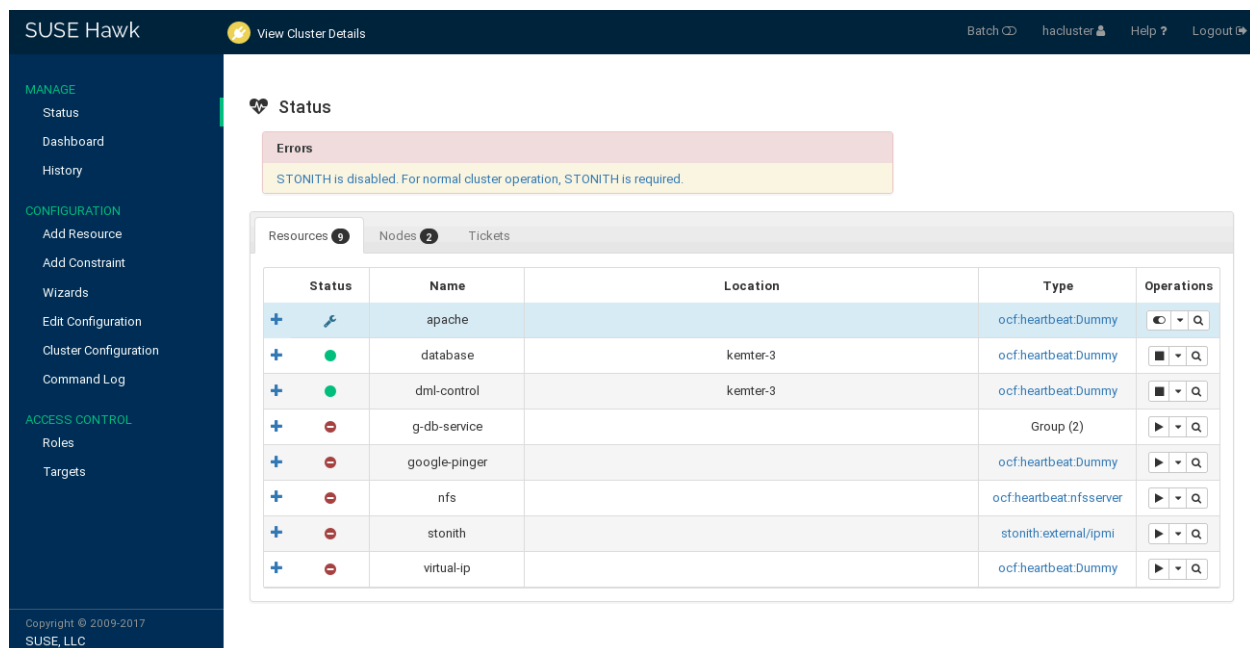 SUSE Hawk
View Cluster Details
Batch hacluster Help ? Logout
MANAGE
Status
Dashboard
History
CONFIGURATION
Add Resource
Add Constraint
Wizards
Edit Configuration
Cluster Configuration
Command Log
ACCESS CONTROL
Roles
Targets
Copyright © 2009-2017
SUSE, LLC
Status
Errors
STONITH is disabled. For normal cluster operation, STONITH is required.
Resources 9 Nodes 2 Tickets
Status Name Location Type Operations
apache ocf:heartbeat:Dummy
database kemter-3 ocf:heartbeat:Dummy
dml-control kemter-3 ocf:heartbeat:Dummy
g-db-service Group (2)
google-pinger ocf:heartbeat:Dummy
nfs ocf:heartbeat:nfsserver
stonith stonith:external/ipmi
virtual-ip ocf:heartbeat:Dummy